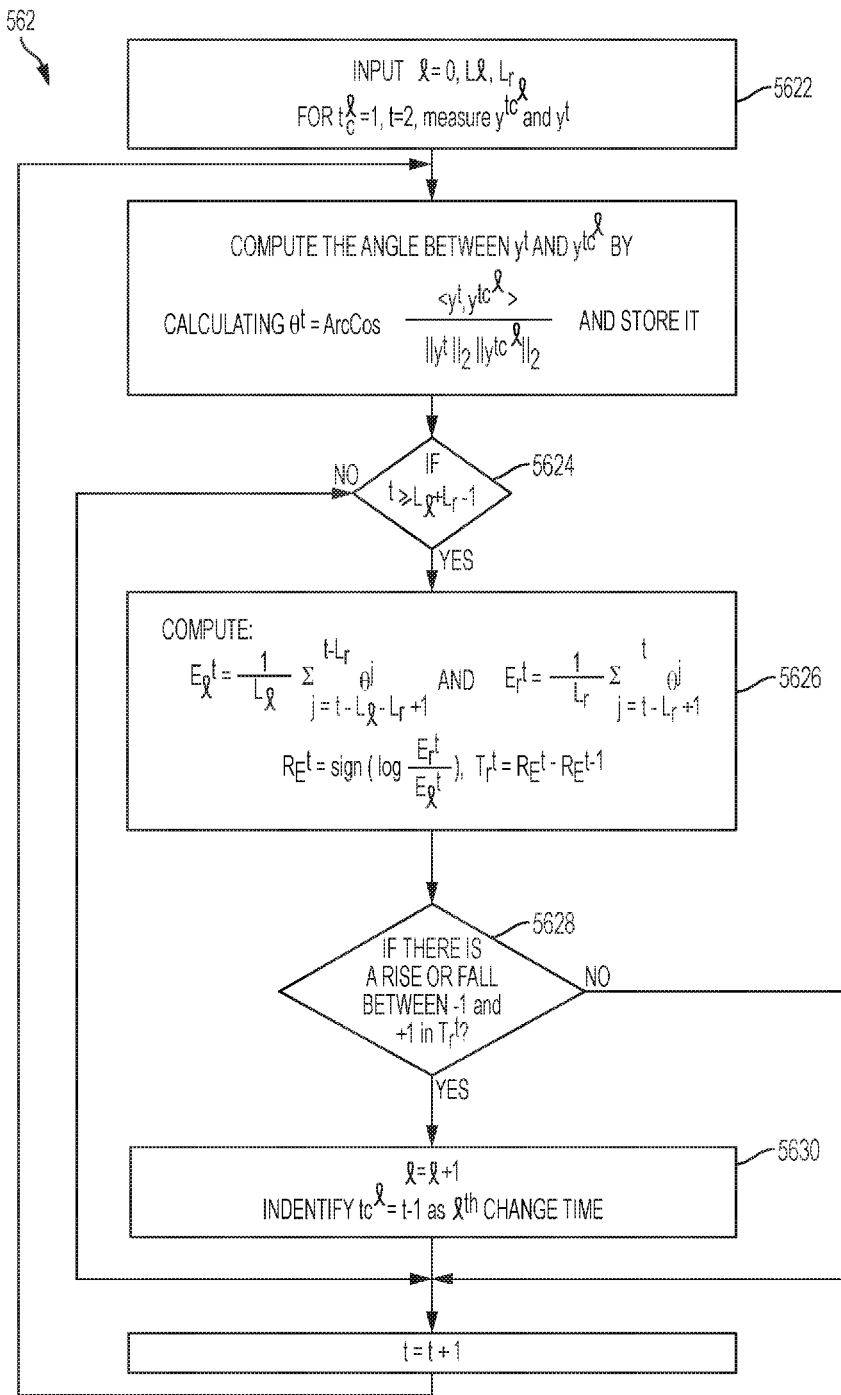 562
INPUT ℓ = 0, Lℓ, Lr
FOR tcℓ = 1, t=2, measure ytcℓ and yt
5622
COMPUTE THE ANGLE BETWEEN yt AND ytcℓ BY
CALCULATING θt = ArcCos <yt, ytcℓ> / ||yt||2 ||ytcℓ||2 AND STORE IT
IF
t ⩾ Lℓ+Lr -1
5624
NO
YES
COMPUTE:
Eℓt = 1/Lℓ Σ t-Lr j = t - Lℓ - Lr +1 θj AND Ert = 1/Lr Σ t j = t - Lr +1 θj
REt = sign ( log Ert/Eℓt ), Trt = REt - REt-1
5626
IF THERE IS
A RISE OR FALL
BETWEEN -1 and
+1 in Trt?
5628
NO
YES
ℓ = ℓ +1
INDENTIFY tcℓ = t-1 as ℓth CHANGE TIME
5630
t = t + 1